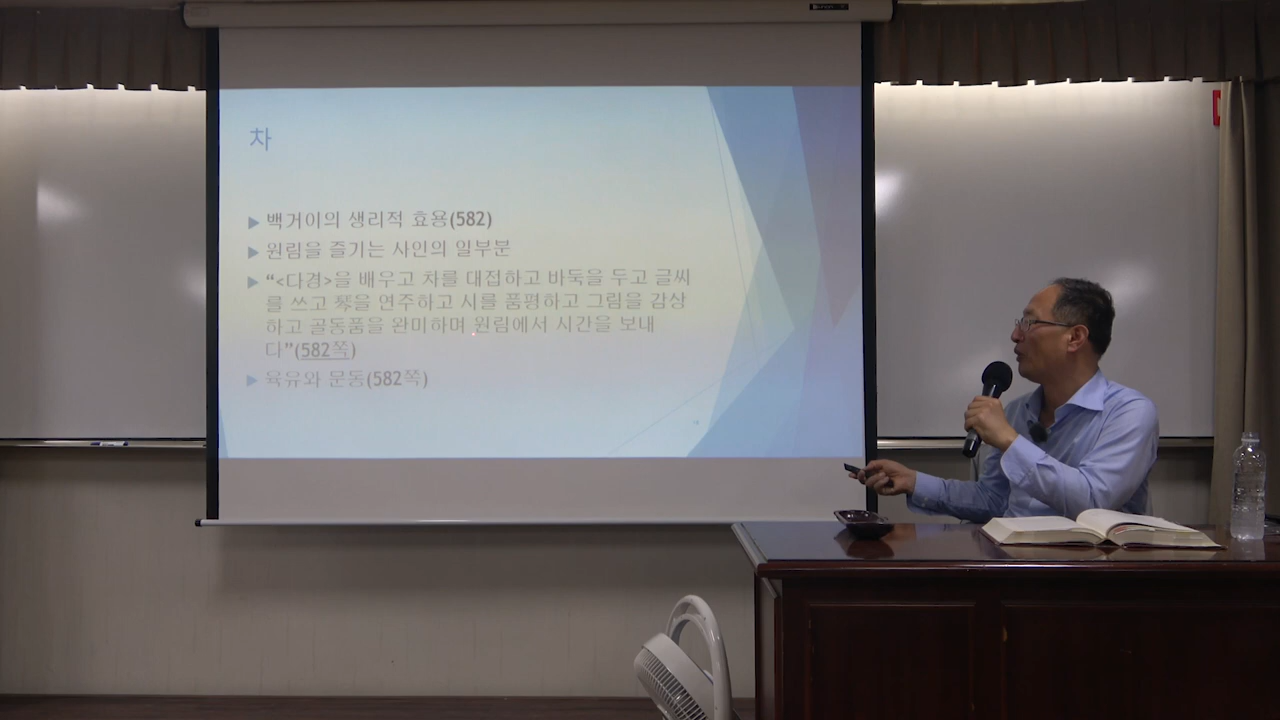 차
백거이의 생리적 효용(582)
원림을 즐기는 사인의 일부분
“<다경>을 배우고 차를 대접하고 바둑을 두고 글씨
를 쓰고 琴을 연주하고 시를 품평하고 그림을 감상
하고 골동품을 완미하며 원림에서 시간을 보내
다”(582쪽)
육유와 문동(582쪽)